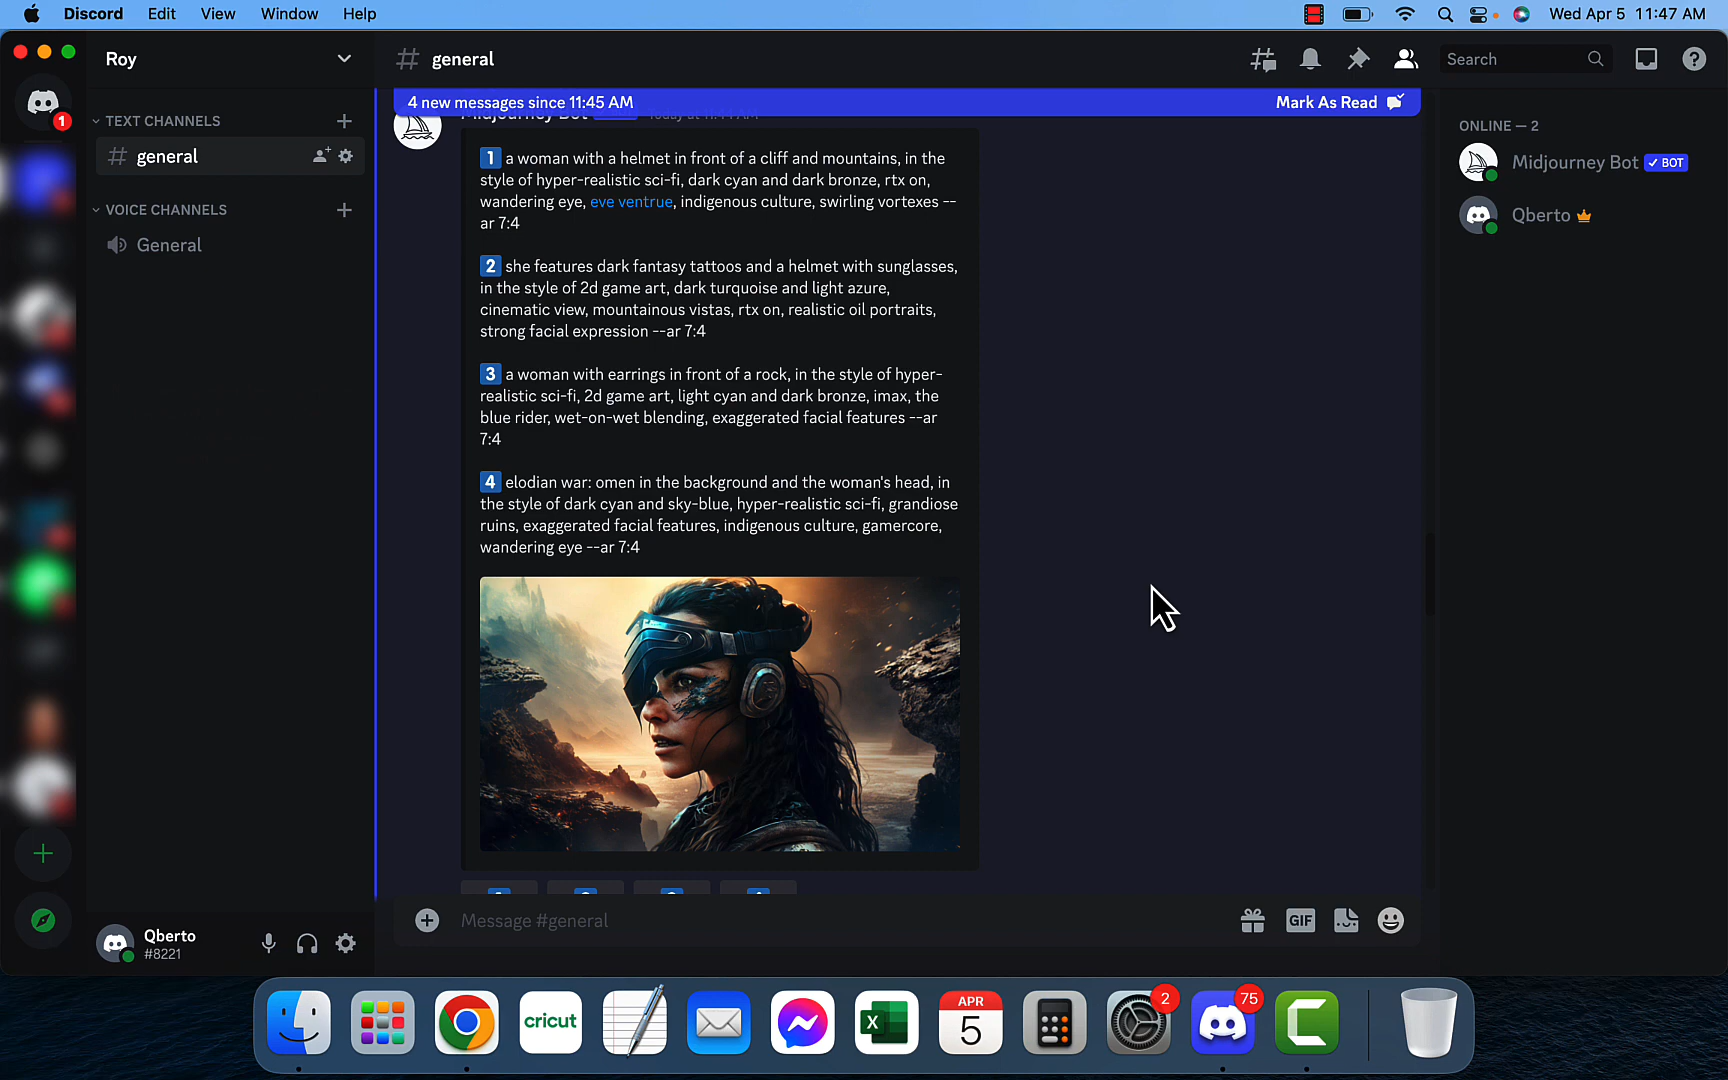 Discord Edit View Window Help Wed Apr 5 11:47 AM
Roy
general
Search
4 new messages since 11:45 AM
Mark As Read
1
TEXT CHANNELS
general
VOICE CHANNELS
General
Midjourney Bot Today at 11:44 AM
1 a woman with a helmet in front of a cliff and mountains, in the
style of hyper-realistic sci-fi, dark cyan and dark bronze, rtx on,
wandering eye, eve ventrue, indigenous culture, swirling vortexes --
ar 7:4
2 she features dark fantasy tattoos and a helmet with sunglasses,
in the style of 2d game art, dark turquoise and light azure,
cinematic view, mountainous vistas, rtx on, realistic oil portraits,
strong facial expression --ar 7:4
3 a woman with earrings in front of a rock, in the style of hyper-
realistic sci-fi, 2d game art, light cyan and dark bronze, imax, the
blue rider, wet-on-wet blending, exaggerated facial features --ar
7:4
4 elodian war: omen in the background and the woman's head, in
the style of dark cyan and sky-blue, hyper-realistic sci-fi, grandiose
ruins, exaggerated facial features, indigenous culture, gamercore,
wandering eye --ar 7:4
ONLINE — 2
Midjourney Bot BOT
Qberto
Message #general
GIF
Qberto
#8221
cricut
X
APR
5
2
75